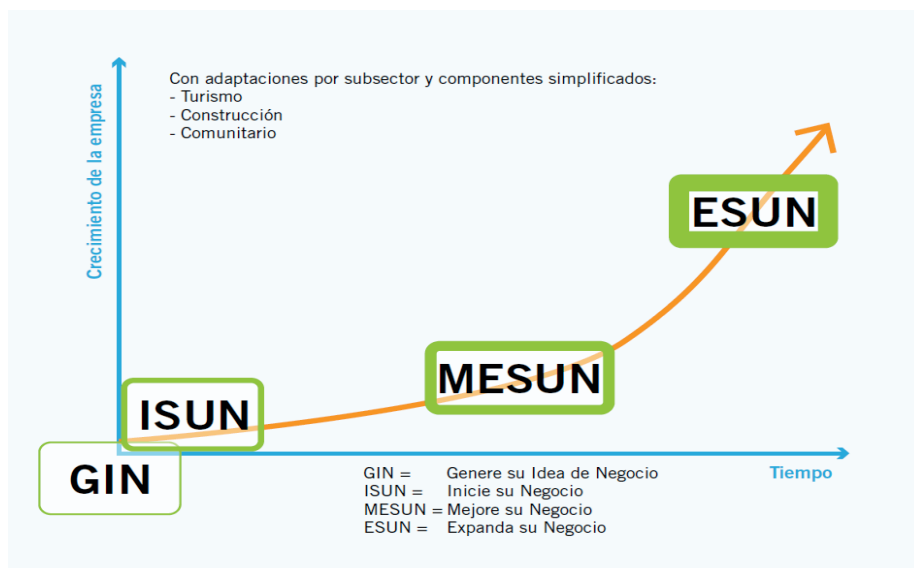 Con adaptaciones por subsector y componentes simplificados:
- Turismo
- Construcción
- Comunitario
Crecimiento de la empresa
ESUN
MESUN
ISUN
GIN
Tiempo
GIN = Genere su Idea de Negocio
ISUN = Inicie su Negocio
MESUN = Mejore su Negocio
ESUN = Expanda su Negocio